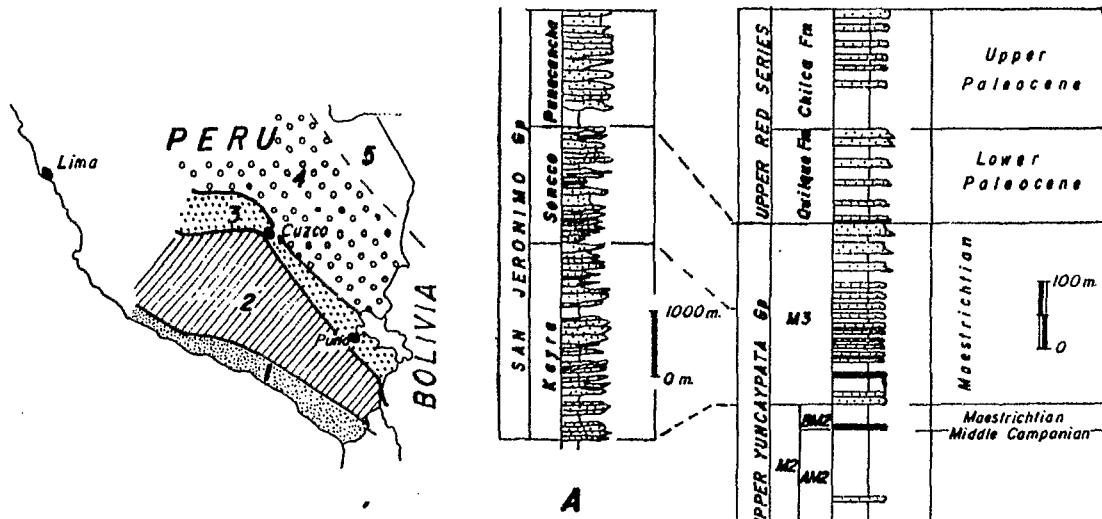 PERU
Lima
5
4
3
Cuzco
2
Puno
1
BOLIVIA
SAN JERONIMO Gp
Punacancha
Soncco
Kayra
1000 m.
0 m.
A
UPPER RED SERIES
Chilca Fm
Quilque Fm
UPPER YUNCAYPATA Gp
M3
M2
BM2
AM2
Upper
Paleocene
Lower
Paleocene
Maestrichtian
100 m.
0
Maestrichtian
Middle Campanian